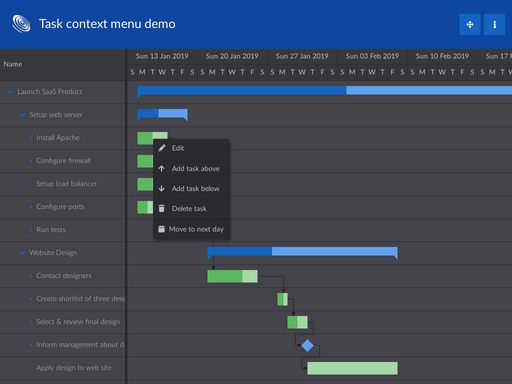 Task context menu demo
Name
Sun 13 Jan 2019 Sun 20 Jan 2019 Sun 27 Jan 2019 Sun 03 Feb 2019 Sun 10 Feb 2019 Sun 17 F
S M T W T F S S M T W T F S S M T W T F S S M T W T F S S M T W T F S S M T
Launch SaaS Product
Setup web server
Install Apache
Configure firewall
Setup load balancer
Configure ports
Run tests
Website Design
Contact designers
Create shortlist of three desig
Select & review final design
Inform management about d
Apply design to web site
Edit
Add task above
Add task below
Delete task
Move to next day